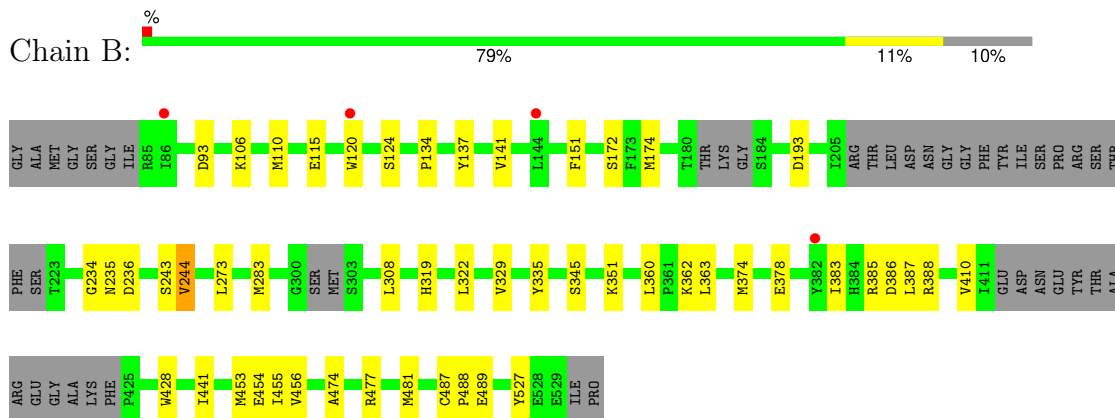 %
Chain B:
79% 11% 10%
GLY ALA MET GLY SER GLY ILE R85 I86 D93 K106 M110 E115 W120 S124 P134 Y137 V141 L144 F151 S172 F173 M174 T180 THR LYS GLY S184 D193 I205 ARG THR LEU ASP ASN GLY GLY PHE TYR ILE SER PRO ARG SER THR
PHE SER T223 G234 N235 D236 S243 V244 L273 M283 G300 SER MET S303 L308 H319 L322 V329 Y335 S345 K351 L360 P361 K362 L363 M374 E378 Y382 I383 H384 R385 D386 L387 R388 V410 I411 GLU ASP ASN GLU TYR THR ALA
ARG GLU GLY ALA LYS PHE P425 W428 I441 M453 E454 I455 V456 A474 R477 M481 C487 P488 E489 Y527 E528 E529 ILE PRO